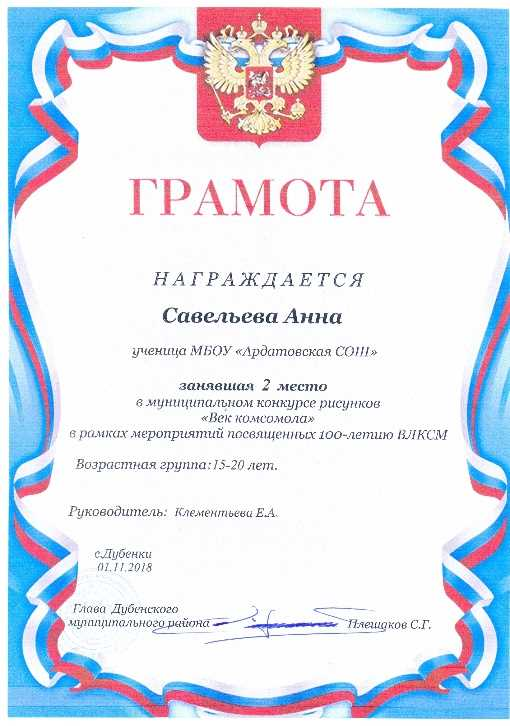 ГРАМОТА
НАГРАЖДАЕТСЯ
Савельева Анна
ученица МБОУ «Ардатовская СОШ»
занявшая 2 место
в муниципальном конкурсе рисунков
«Век комсомола»
в рамках мероприятий посвященных 100-летию ВЛКСМ
Возрастная группа:15-20 лет.
Руководитель: Клементьева Е.А.
с.Дубенки
01.11.2018
Глава Дубенского
муниципального района Плешаков С.Г.